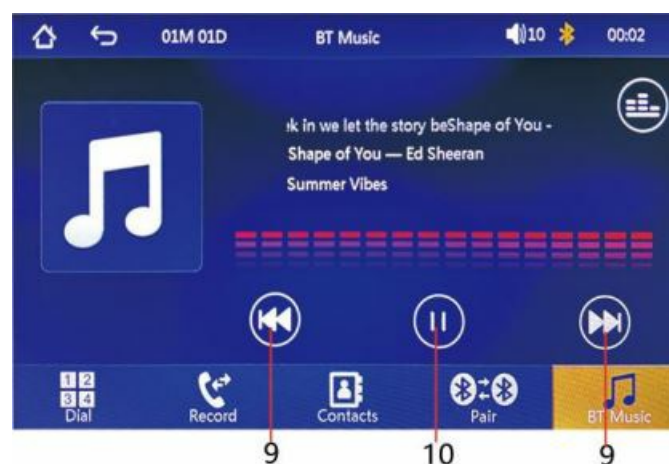 01M 01D BT Music 10 00:02
ek in we let the story beShape of You -
Shape of You — Ed Sheeran
Summer Vibes
1 2
3 4
Dial Record Contacts Pair BT Music
9 10 9